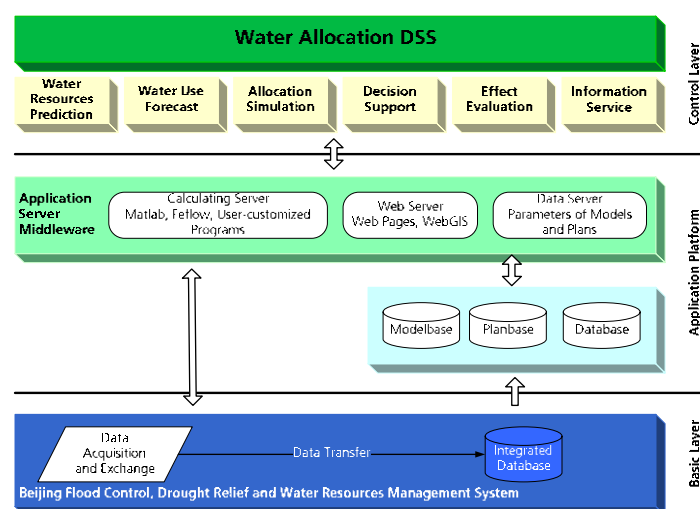 Water Allocation DSS
Water
Resources
Prediction
Water Use
Forecast
Allocation
Simulation
Decision
Support
Effect
Evaluation
Information
Service
Control Layer
Application
Server
Middleware
Calculating Server
Matlab, Feflow, User-customized
Programs
Web Server
Web Pages, WebGIS
Data Server
Parameters of Models
and Plans
Modelbase
Planbase
Database
Application Platform
Data
Acquisition
and Exchange
Data Transfer
Integrated
Database
Beijing Flood Control, Drought Relief and Water Resources Management System
Basic Layer